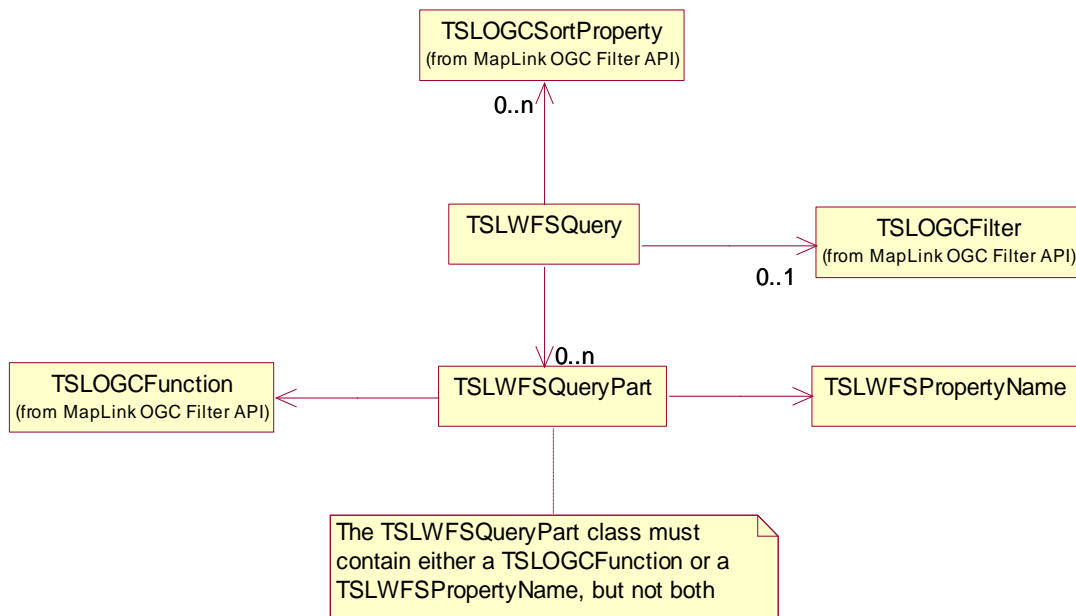 TSLOGCSortProperty
(from MapLink OGC Filter API)
0..n
TSLWFSQuery
TSLOGCFilter
(from MapLink OGC Filter API)
0..1
0..n
TSLOGCFunction
(from MapLink OGC Filter API)
TSLWFSQueryPart
TSLWFSPropertyName
The TSLWFSQueryPart class must
contain either a TSLOGCFunction or a
TSLWFSPropertyName, but not both